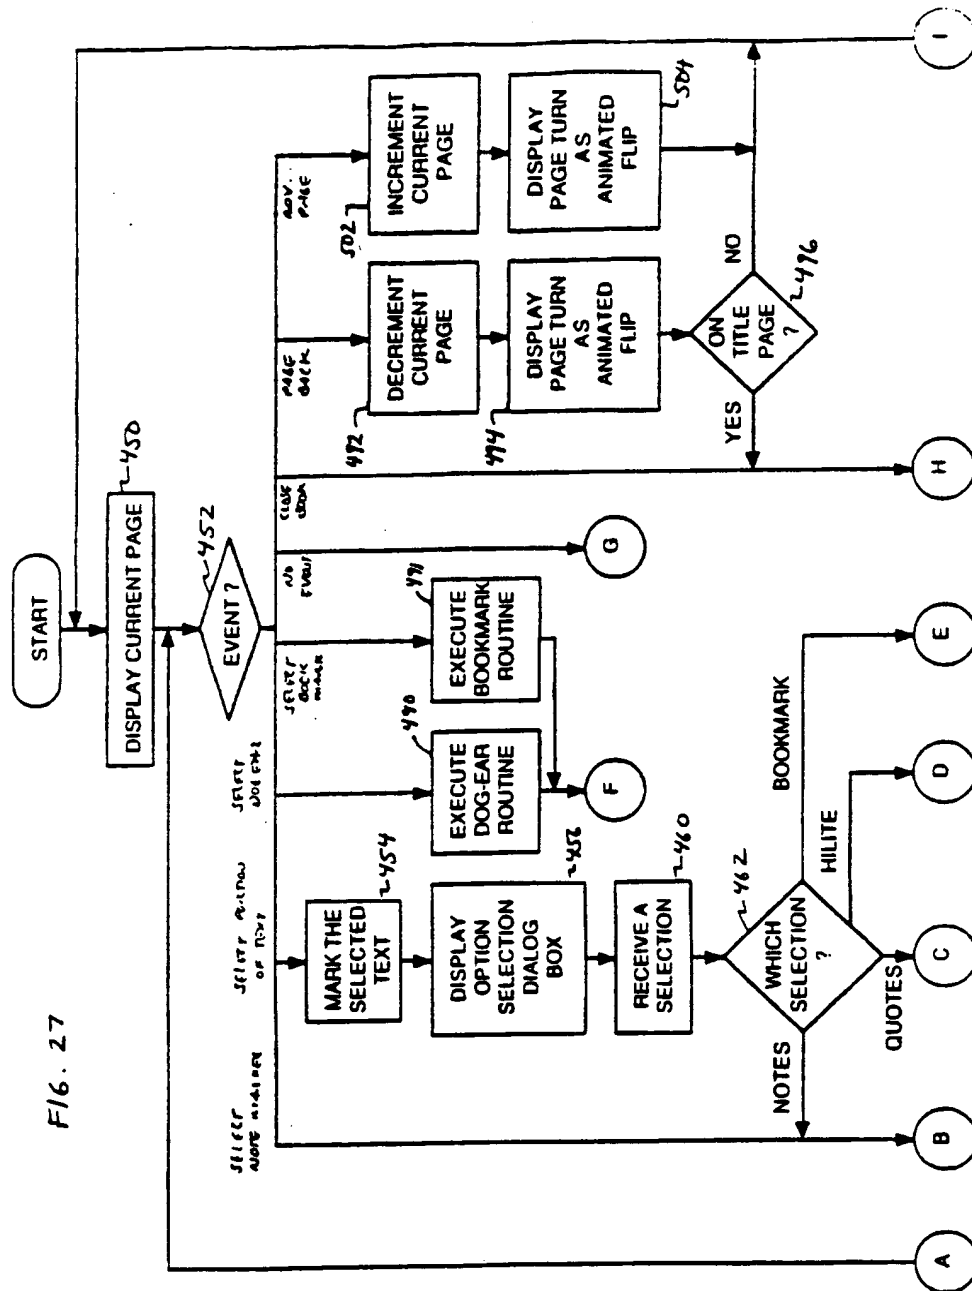 FIG. 27
START
DISPLAY CURRENT PAGE
450
EVENT ?
452
SELECT
NOTE
SELECT PORTION
OF TEXT
SELECT
DOG EAR
SELECT
BOOK
MARK
NO
EVENT
CLOSE
BOOK
PAGE
BACK
ADV.
PAGE
MARK THE
SELECTED
TEXT
454
DISPLAY
OPTION
SELECTION
DIALOG
BOX
RECEIVE A
SELECTION
460
WHICH
SELECTION
?
462
NOTES
QUOTES
HILITE
BOOKMARK
EXECUTE
DOG-EAR
ROUTINE
490
EXECUTE
BOOKMARK
ROUTINE
491
DECREMENT
CURRENT
PAGE
492
DISPLAY
PAGE TURN
AS
ANIMATED
FLIP
494
ON
TITLE
PAGE
?
496
YES
NO
INCREMENT
CURRENT
PAGE
502
DISPLAY
PAGE TURN
AS
ANIMATED
FLIP
504
A
B
C
D
E
F
G
H
I